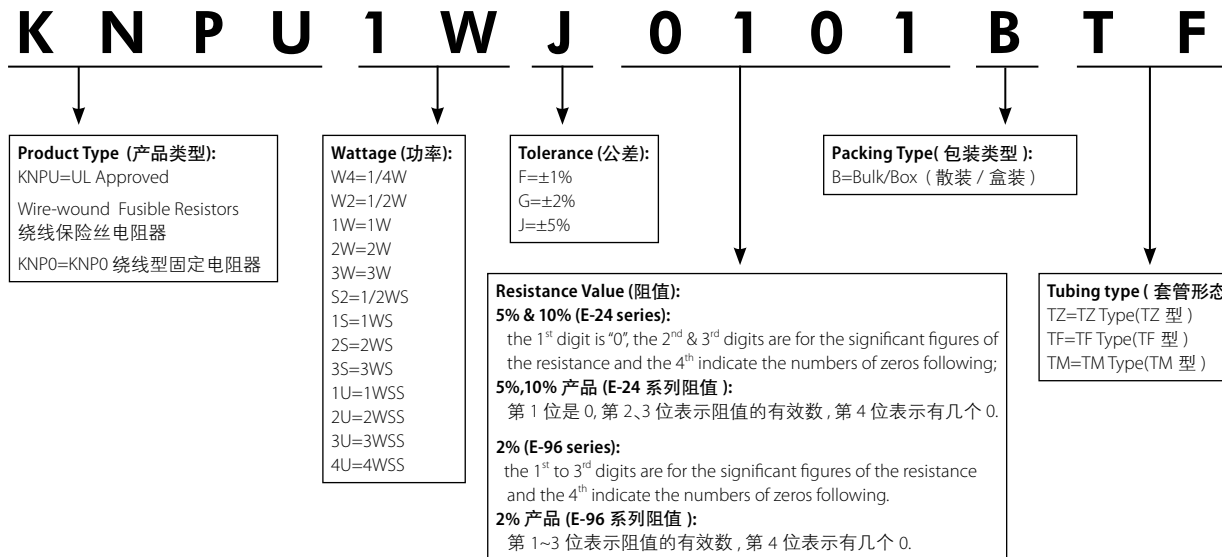 K N P U 1 W J 0 1 0 1 B T F
Product Type (产品类型):
KNPU=UL Approved
Wire-wound Fusible Resistors
绕线保险丝电阻器
KNP0=KNP0 绕线型固定电阻器
Wattage (功率):
W4=1/4W
W2=1/2W
1W=1W
2W=2W
3W=3W
S2=1/2WS
1S=1WS
2S=2WS
3S=3WS
1U=1WSS
2U=2WSS
3U=3WSS
4U=4WSS
Tolerance (公差):
F=±1%
G=±2%
J=±5%
Resistance Value (阻值):
5% & 10% (E-24 series):
the 1st digit is “0”, the 2nd & 3rd digits are for the significant figures of
the resistance and the 4th indicate the numbers of zeros following;
5%,10% 产品 (E-24 系列阻值 ):
第 1 位是 0, 第 2、3 位表示阻值的有效数 , 第 4 位表示有几个 0.
2% (E-96 series):
the 1st to 3rd digits are for the significant figures of the resistance
and the 4th indicate the numbers of zeros following.
2% 产品 (E-96 系列阻值 ):
第 1~3 位表示阻值的有效数 , 第 4 位表示有几个 0.
Packing Type( 包装类型 ):
B=Bulk/Box ( 散装 / 盒装 )
Tubing type ( 套管形态
TZ=TZ Type(TZ 型 )
TF=TF Type(TF 型 )
TM=TM Type(TM 型 )